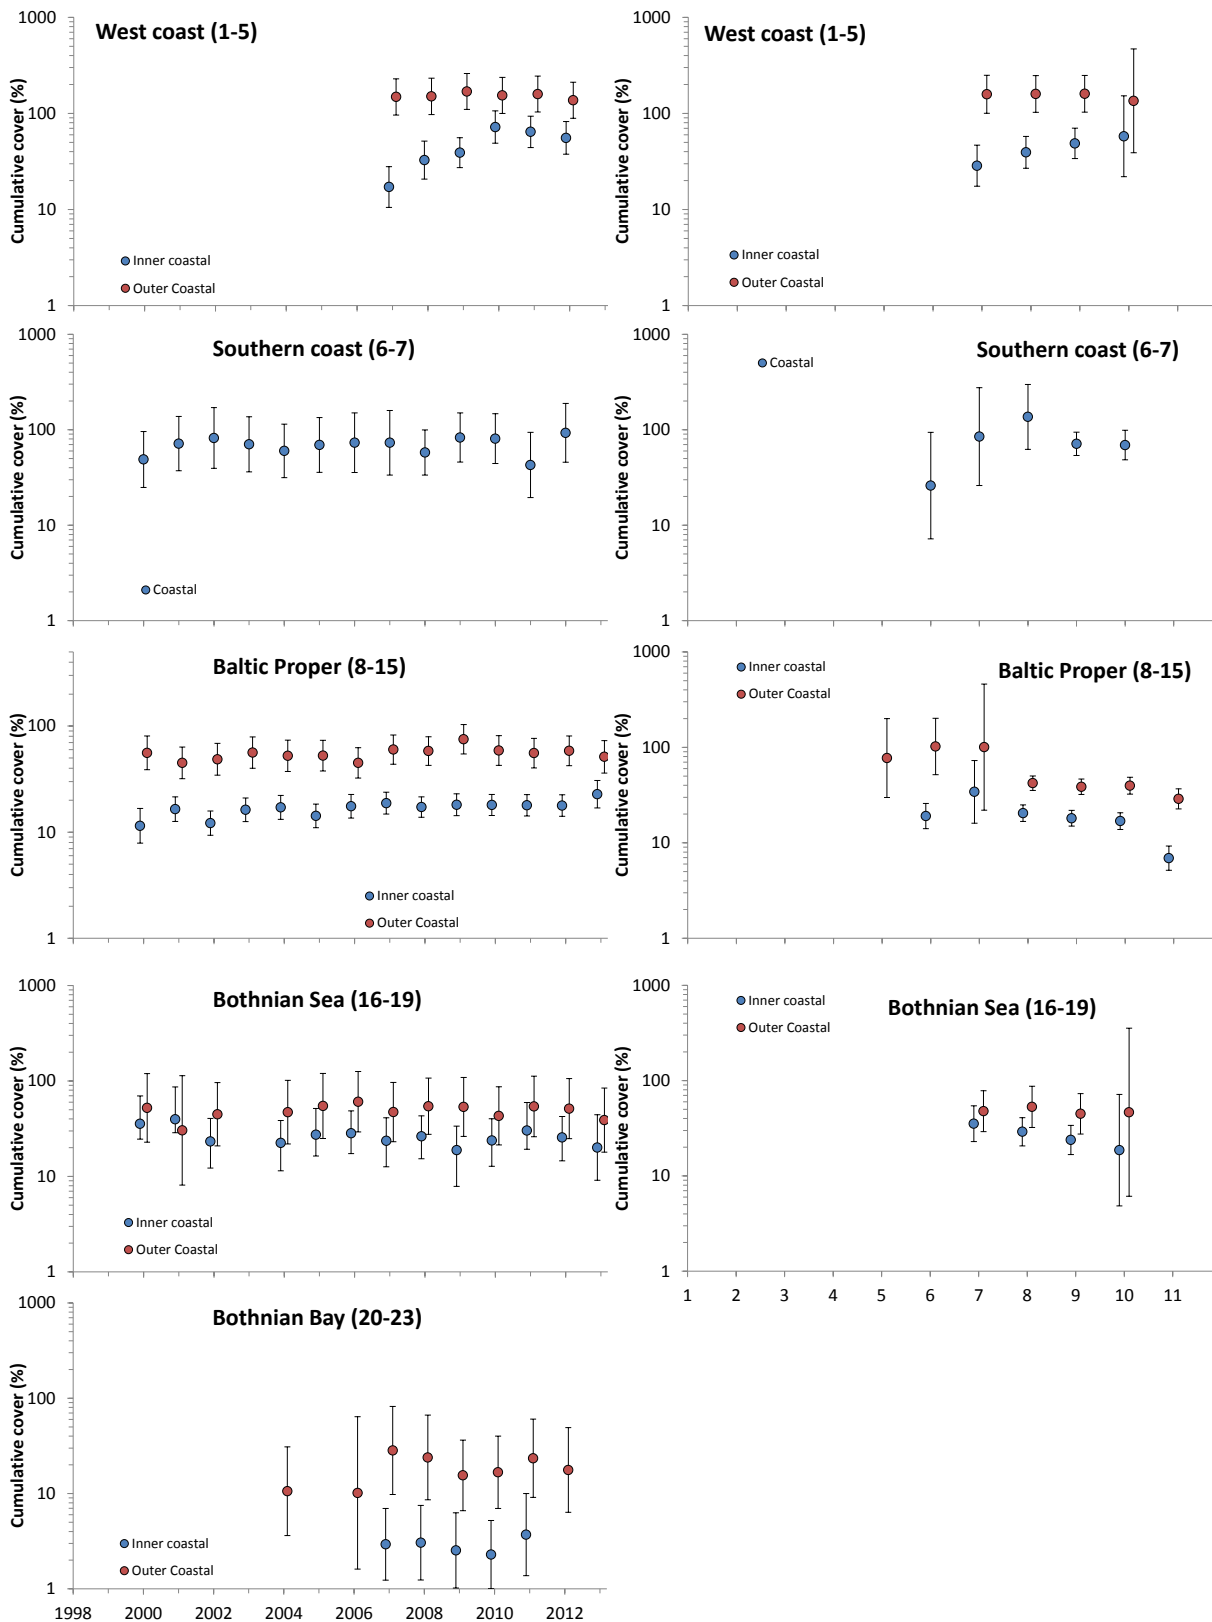 West coast (1-5)
Cumulative cover (%)
1000
100
10
1
Inner coastal
Outer Coastal
West coast (1-5)
Cumulative cover (%)
1000
100
10
1
Inner coastal
Outer Coastal
Southern coast (6-7)
Cumulative cover (%)
1000
100
10
1
Coastal
Southern coast (6-7)
Cumulative cover (%)
1000
100
10
1
Coastal
Baltic Proper (8-15)
Cumulative cover (%)
100
10
1
Inner coastal
Outer Coastal
Baltic Proper (8-15)
Cumulative cover (%)
1000
100
10
1
Inner coastal
Outer Coastal
Bothnian Sea (16-19)
Cumulative cover (%)
1000
100
10
1
Inner coastal
Outer Coastal
Bothnian Sea (16-19)
Cumulative cover (%)
1000
100
10
1
Inner coastal
Outer Coastal
1 2 3 4 5 6 7 8 9 10 11
Bothnian Bay (20-23)
Cumulative cover (%)
1000
100
10
1
Inner coastal
Outer Coastal
1998 2000 2002 2004 2006 2008 2010 2012